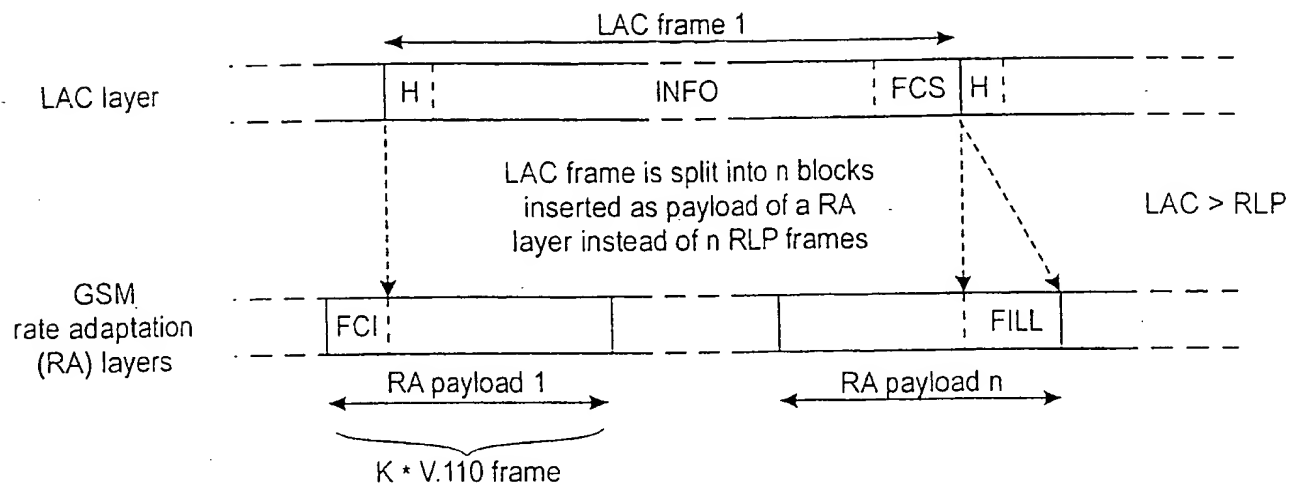 LAC frame 1
LAC layer
H
INFO
FCS
H
LAC frame is split into n blocks
inserted as payload of a RA
layer instead of n RLP frames
LAC > RLP
GSM
rate adaptation
(RA) layers
FCI
FILL
RA payload 1
RA payload n
K * V.110 frame